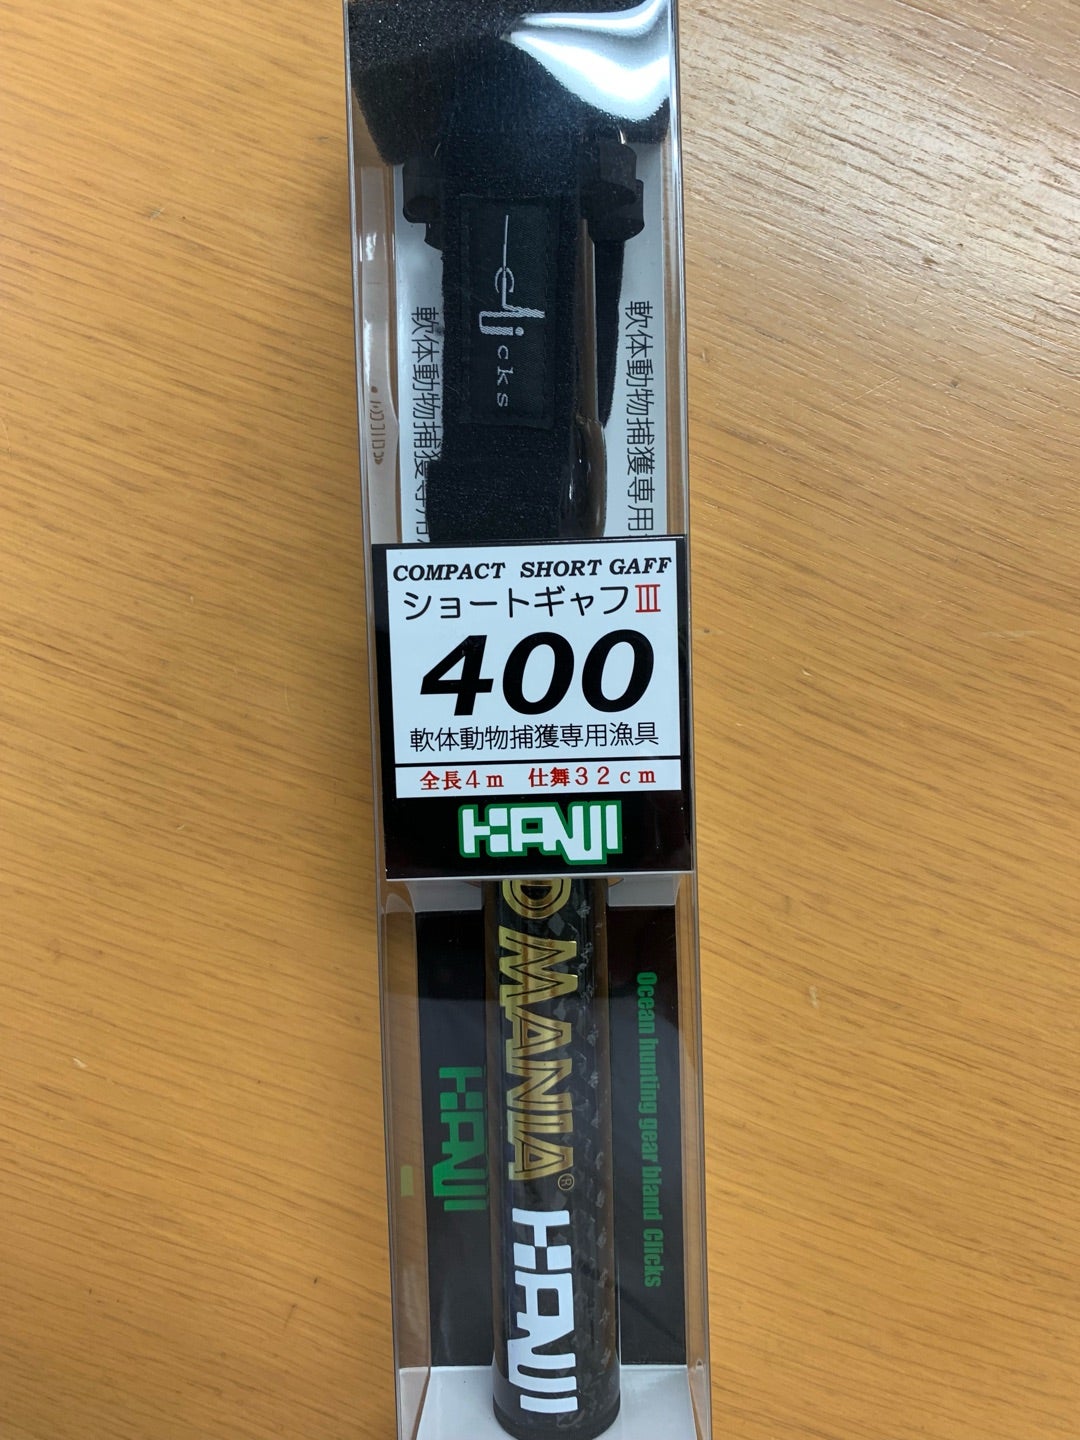 clicks
軟体動物捕獲専用
軟体動物捕獲専用
COMPACT SHORT GAFF
ショートギャフⅢ
400
軟体動物捕獲専用漁具
全長4m 仕舞32cm
HANJI
D MANIA®
HANJI
HANJI
Ocean hunting gear bland Clicks